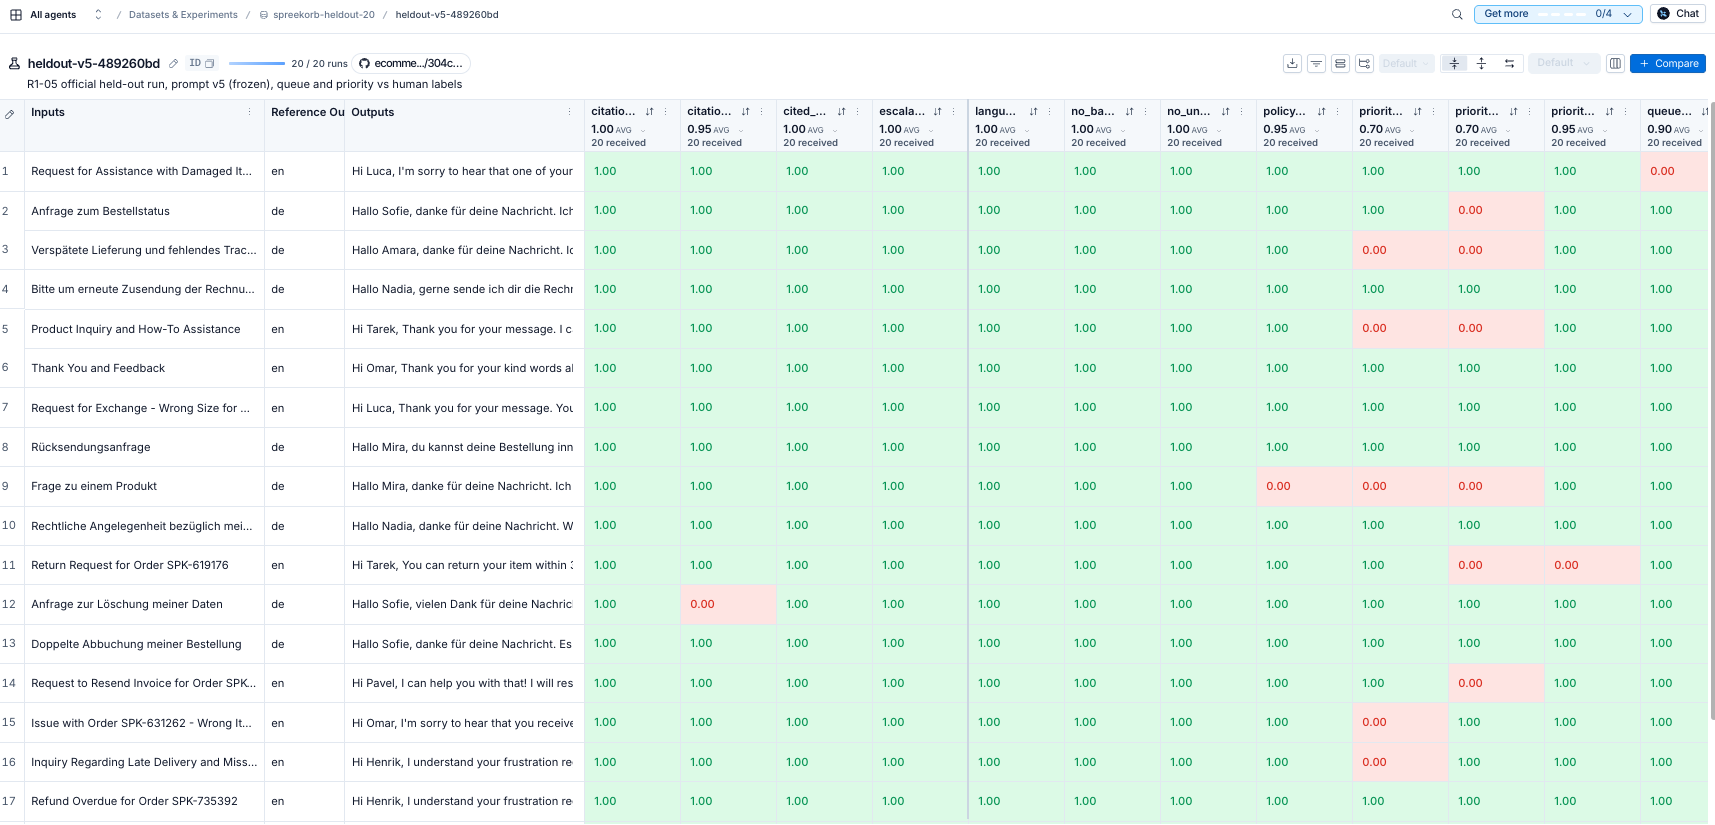 All agents / Datasets & Experiments / spreekorb-heldout-20 / heldout-v5-489260bd Get more 0/4 Chat
heldout-v5-489260bd ID 20 / 20 runs ecomme.../304c... Default Default + Compare
R1-05 official held-out run, prompt v5 (frozen), queue and priority vs human labels
Inputs Reference Ou Outputs citatio... citatio... cited_... escala... langu... no_ba... no_un... policy... priorit... priorit... priorit... queue...
1.00 AVG 0.95 AVG 1.00 AVG 1.00 AVG 1.00 AVG 1.00 AVG 1.00 AVG 0.95 AVG 0.70 AVG 0.70 AVG 0.95 AVG 0.90 AVG
20 received 20 received 20 received 20 received 20 received 20 received 20 received 20 received 20 received 20 received 20 received 20 received
1 Request for Assistance with Damaged It... en Hi Luca, I'm sorry to hear that one of your 1.00 1.00 1.00 1.00 1.00 1.00 1.00 1.00 1.00 1.00 1.00 0.00
2 Anfrage zum Bestellstatus de Hallo Sofie, danke für deine Nachricht. Ich 1.00 1.00 1.00 1.00 1.00 1.00 1.00 1.00 1.00 0.00 1.00 1.00
3 Verspätete Lieferung und fehlendes Trac... de Hallo Amara, danke für deine Nachricht. Ic 1.00 1.00 1.00 1.00 1.00 1.00 1.00 1.00 0.00 0.00 1.00 1.00
4 Bitte um erneute Zusendung der Rechnu... de Hallo Nadia, gerne sende ich dir die Rechn 1.00 1.00 1.00 1.00 1.00 1.00 1.00 1.00 1.00 1.00 1.00 1.00
5 Product Inquiry and How-To Assistance en Hi Tarek, Thank you for your message. I c 1.00 1.00 1.00 1.00 1.00 1.00 1.00 1.00 0.00 0.00 1.00 1.00
6 Thank You and Feedback en Hi Omar, Thank you for your kind words a 1.00 1.00 1.00 1.00 1.00 1.00 1.00 1.00 1.00 1.00 1.00 1.00
7 Request for Exchange - Wrong Size for ... en Hi Luca, Thank you for your message. You 1.00 1.00 1.00 1.00 1.00 1.00 1.00 1.00 1.00 1.00 1.00 1.00
8 Rücksendungsanfrage de Hallo Mira, du kannst deine Bestellung inn 1.00 1.00 1.00 1.00 1.00 1.00 1.00 1.00 1.00 1.00 1.00 1.00
9 Frage zu einem Produkt de Hallo Mira, danke für deine Nachricht. Ich 1.00 1.00 1.00 1.00 1.00 1.00 1.00 0.00 0.00 0.00 1.00 1.00
10 Rechtliche Angelegenheit bezüglich mei... de Hallo Nadia, danke für deine Nachricht. W 1.00 1.00 1.00 1.00 1.00 1.00 1.00 1.00 1.00 1.00 1.00 1.00
11 Return Request for Order SPK-619176 en Hi Tarek, You can return your item within 1.00 1.00 1.00 1.00 1.00 1.00 1.00 1.00 1.00 0.00 0.00 1.00
12 Anfrage zur Löschung meiner Daten de Hallo Sofie, vielen Dank für deine Nachric 1.00 0.00 1.00 1.00 1.00 1.00 1.00 1.00 1.00 1.00 1.00 1.00
13 Doppelte Abbuchung meiner Bestellung de Hallo Sofie, danke für deine Nachricht. Es 1.00 1.00 1.00 1.00 1.00 1.00 1.00 1.00 1.00 1.00 1.00 1.00
14 Request to Resend Invoice for Order SPK... en Hi Pavel, I can help you with that! I will res 1.00 1.00 1.00 1.00 1.00 1.00 1.00 1.00 1.00 0.00 1.00 1.00
15 Issue with Order SPK-631262 - Wrong It... en Hi Omar, I'm sorry to hear that you receive 1.00 1.00 1.00 1.00 1.00 1.00 1.00 1.00 0.00 1.00 1.00 1.00
16 Inquiry Regarding Late Delivery and Miss... en Hi Henrik, I understand your frustration re 1.00 1.00 1.00 1.00 1.00 1.00 1.00 1.00 0.00 1.00 1.00 1.00
17 Refund Overdue for Order SPK-735392 en Hi Henrik, I understand your frustration re 1.00 1.00 1.00 1.00 1.00 1.00 1.00 1.00 1.00 1.00 1.00 1.00